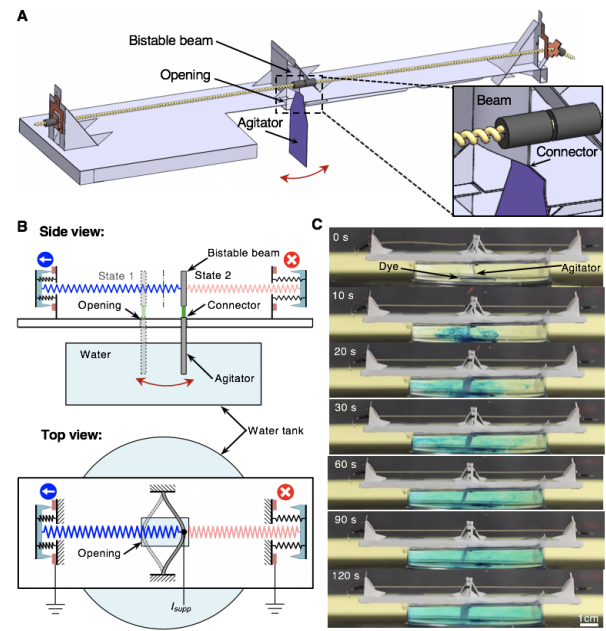 A
Bistable beam
Opening
Agitator
Beam
Connector
B
Side view:
Bistable beam
State 1
State 2
Opening
Connector
Water
Agitator
Water tank
Top view:
Opening
Isupp
C
0 s
Dye
Agitator
10 s
20 s
30 s
60 s
90 s
120 s
1cm